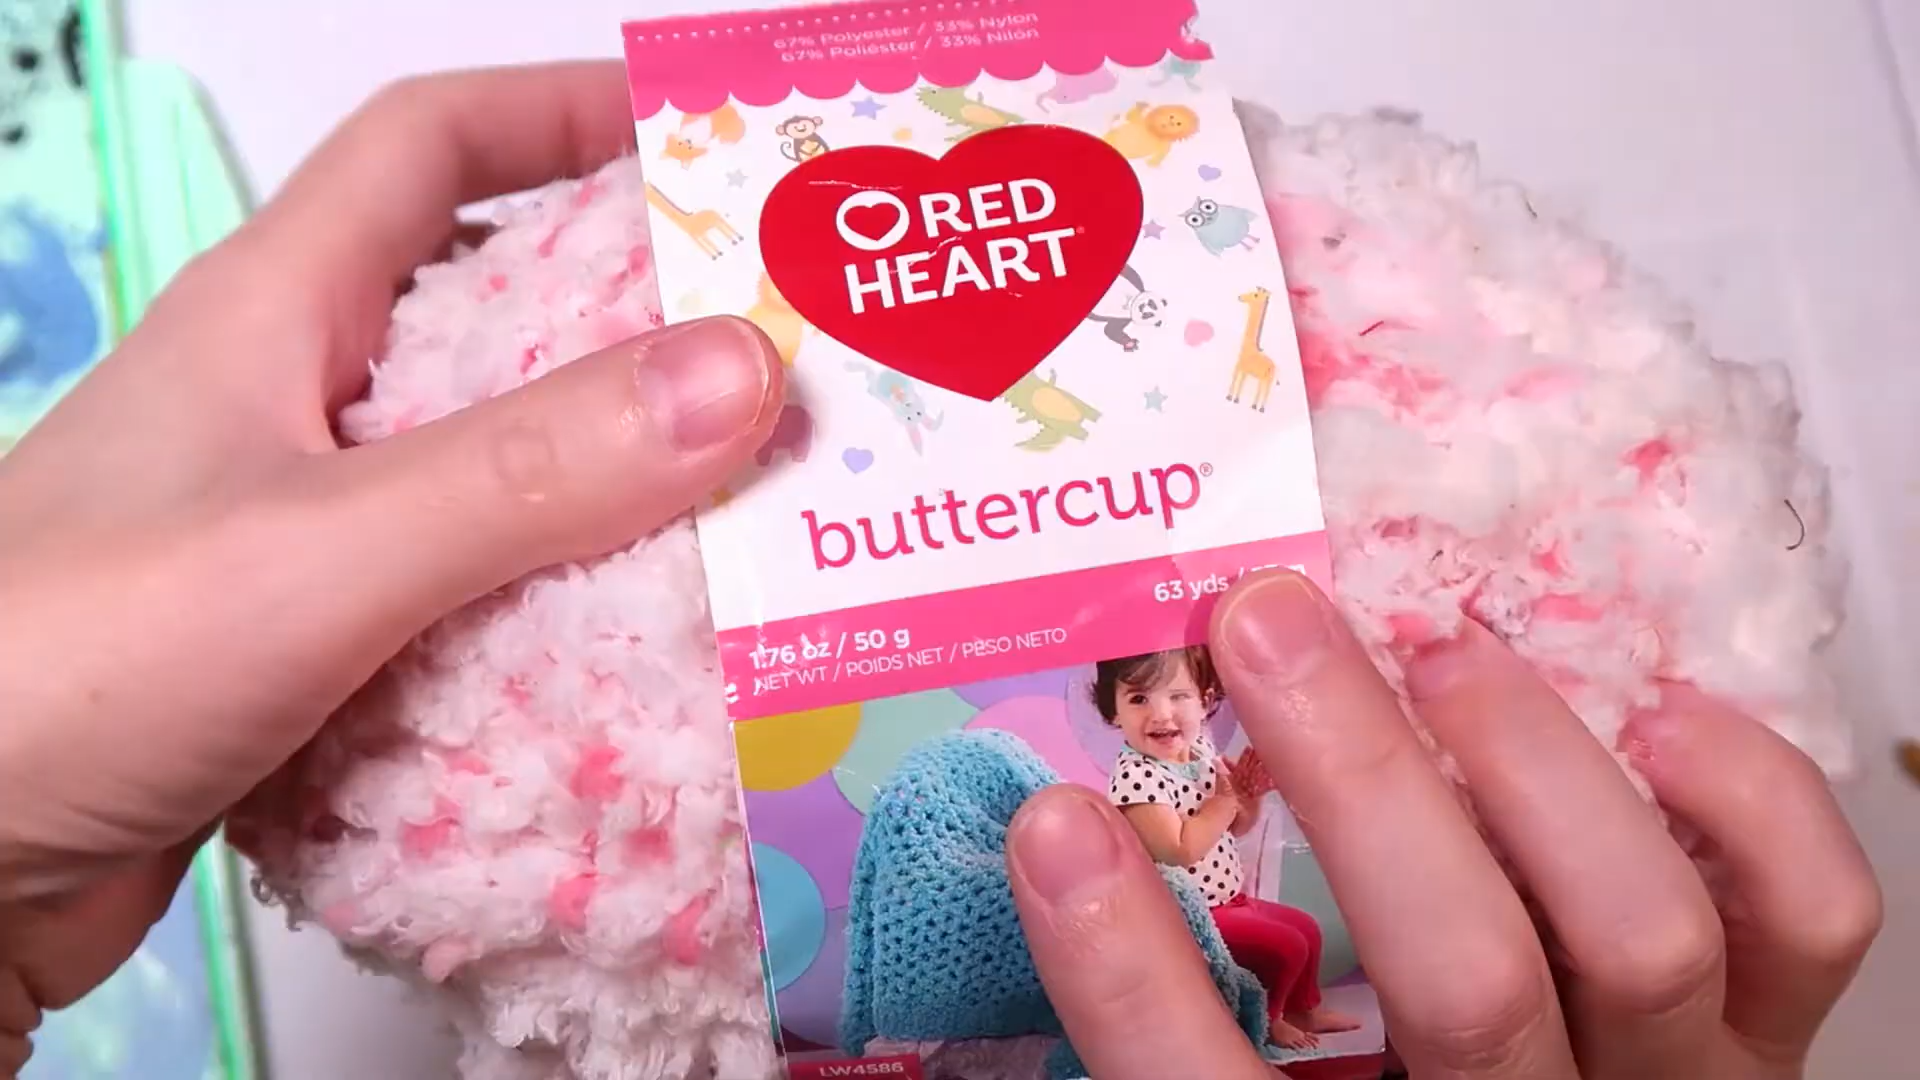 67% Polyester / 33% Nylon
67% Poliéster / 33% Nilón
RED
HEART®
buttercup®
63 yds /
1.76 oz / 50 g
NET WT / POIDS NET / PESO NETO
LW4586